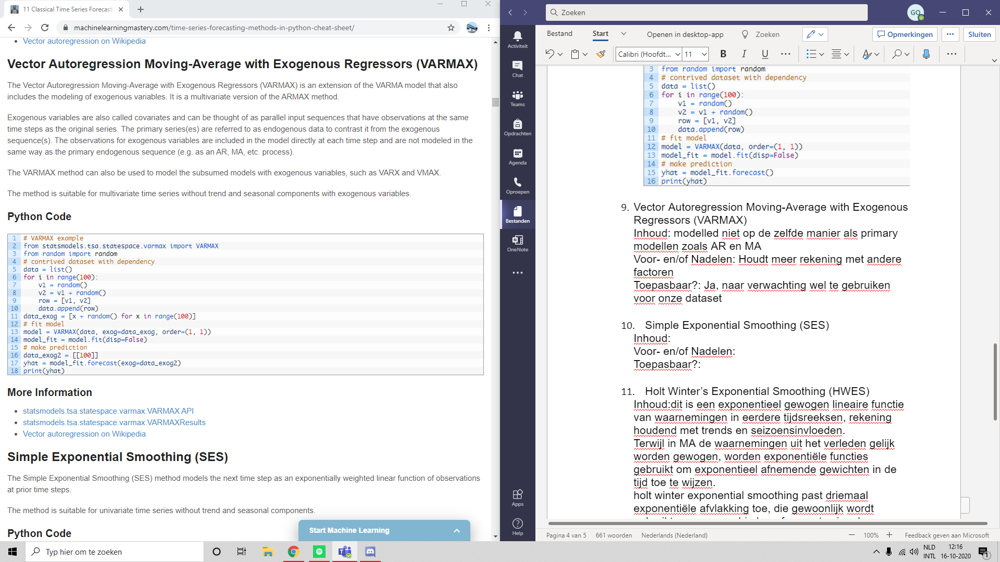 11 Classical Time Series Forecast
machinelearningmastery.com/time-series-forecasting-methods-in-python-cheat-sheet/
Vector autoregression on Wikipedia
Vector Autoregression Moving-Average with Exogenous Regressors (VARMAX)
The Vector Autoregression Moving-Average with Exogenous Regressors (VARMAX) is an extension of the VARMA model that also
includes the modeling of exogenous variables. It is a multivariate version of the ARMAX method.
Exogenous variables are also called covariates and can be thought of as parallel input sequences that have observations at the same
time steps as the original series. The primary series(es) are referred to as endogenous data to contrast it from the exogenous
sequence(s). The observations for exogenous variables are included in the model directly at each time step and are not modeled in the
same way as the primary endogenous sequence (e.g. as an AR, MA, etc. process).
The VARMAX method can also be used to model the subsumed models with exogenous variables, such as VARX and VMAX.
The method is suitable for multivariate time series without trend and seasonal components with exogenous variables.
Python Code
1 # VARMAX example
2 from statsmodels.tsa.statespace.varmax import VARMAX
3 from random import random
4 # contrived dataset with dependency
5 data = list()
6 for i in range(100):
7 v1 = random()
8 v2 = v1 + random()
9 row = [v1, v2]
10 data.append(row)
11 data_exog = [x + random() for x in range(100)]
12 # fit model
13 model = VARMAX(data, exog=data_exog, order=(1, 1))
14 model_fit = model.fit(disp=False)
15 # make prediction
16 data_exog2 = [[100]]
17 yhat = model_fit.forecast(exog=data_exog2)
18 print(yhat)
More Information
statsmodels.tsa.statespace.varmax.VARMAX API
statsmodels.tsa.statespace.varmax.VARMAXResults
Vector autoregression on Wikipedia
Simple Exponential Smoothing (SES)
The Simple Exponential Smoothing (SES) method models the next time step as an exponentially weighted linear function of observations
at prior time steps.
The method is suitable for univariate time series without trend and seasonal components.
Python Code
Start Machine Learning
Zoeken
GO
Activiteit
Chat
Teams
Opdrachten
Agenda
Oproepen
Bestanden
OneNote
Apps
Help
Bestand Start Openen in desktop-app Zoeken Opmerkingen Sluiten
Calibri (Hoofdt... 11 B I U
3 from random import random
4 # contrived dataset with dependency
5 data = list()
6 for i in range(100):
7 v1 = random()
8 v2 = v1 + random()
9 row = [v1, v2]
10 data.append(row)
11 # fit model
12 model = VARMAX(data, order=(1, 1))
13 model_fit = model.fit(disp=False)
14 # make prediction
15 yhat = model_fit.forecast()
16 print(yhat)
9. Vector Autoregression Moving-Average with Exogenous
Regressors (VARMAX)
Inhoud: modelled niet op de zelfde manier als primary
modellen zoals AR en MA
Voor- en/of Nadelen: Houdt meer rekening met andere
factoren
Toepasbaar?: Ja, naar verwachting wel te gebruiken
voor onze dataset
10. Simple Exponential Smoothing (SES)
Inhoud:
Voor- en/of Nadelen:
Toepasbaar?:
11. Holt Winter’s Exponential Smoothing (HWES)
Inhoud:dit is een exponentieel gewogen lineaire functie
van waarnemingen in eerdere tijdsreeksen, rekening
houdend met trends en seizoensinvloeden.
Terwijl in MA de waarnemingen uit het verleden gelijk
worden gewogen, worden exponentiële functies
gebruikt om exponentieel afnemende gewichten in de
tijd toe te wijzen.
holt winter exponential smoothing past driemaal
exponentiële afvlakking toe, die gewoonlijk wordt
Pagina 4 van 5 661 woorden Nederlands (Nederland) 100% Feedback geven aan Microsoft
Typ hier om te zoeken
NLD
INTL
12:16
16-10-2020
1